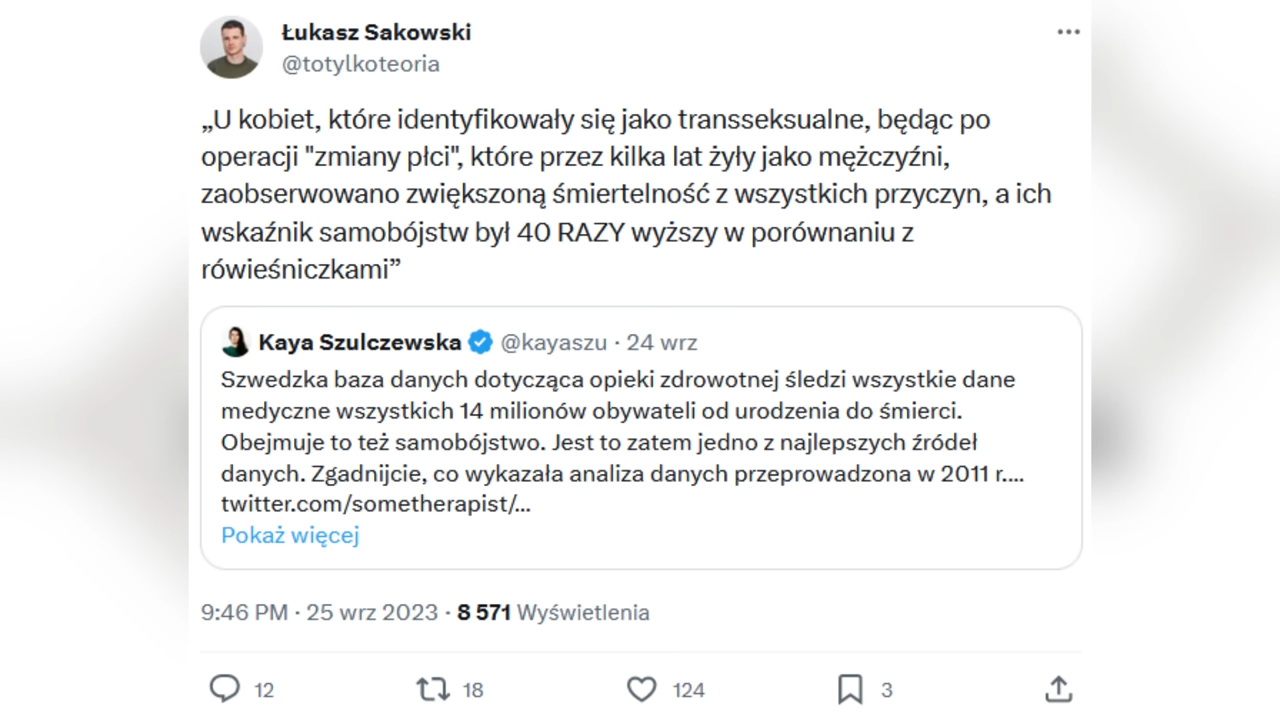 Łukasz Sakowski
@totylkoteoria
„U kobiet, które identyfikowały się jako transseksualne, będąc po
operacji "zmiany płci", które przez kilka lat żyły jako mężczyźni,
zaobserwowano zwiększoną śmiertelność z wszystkich przyczyn, a ich
wskaźnik samobójstw był 40 RAZY wyższy w porównaniu z
rówieśniczkami”
Kaya Szulczewska @kayaszu · 24 wrz
Szwedzka baza danych dotycząca opieki zdrowotnej śledzi wszystkie dane
medyczne wszystkich 14 milionów obywateli od urodzenia do śmierci.
Obejmuje to też samobójstwo. Jest to zatem jedno z najlepszych źródeł
danych. Zgadnijcie, co wykazała analiza danych przeprowadzona w 2011 r....
twitter.com/sometherapist/...
Pokaż więcej
9:46 PM · 25 wrz 2023 · 8 571 Wyświetlenia
12 18 124 3